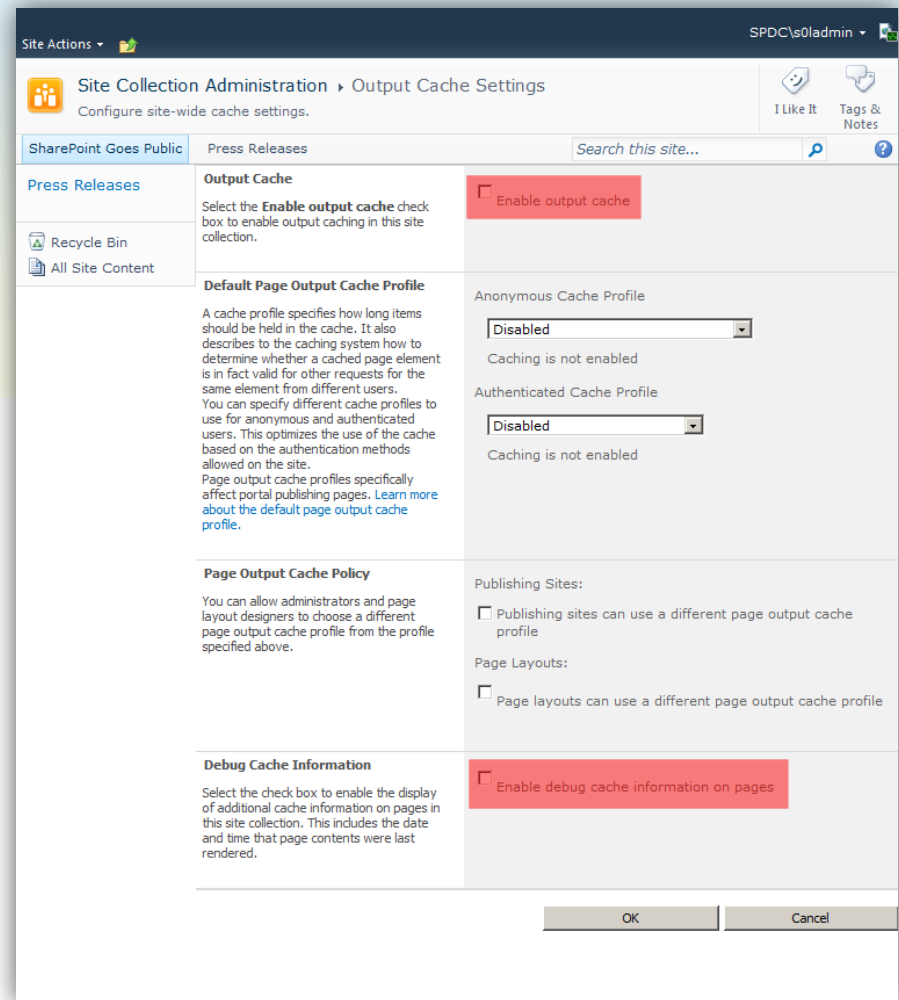 SPDC\s0ladmin
Site Actions
Site Collection Administration › Output Cache Settings
Configure site-wide cache settings.
I Like It
Tags &
Notes
SharePoint Goes Public
Press Releases
Search this site...
Press Releases
Recycle Bin
All Site Content
Output Cache
Select the Enable output cache check
box to enable output caching in this site
collection.
Enable output cache
Default Page Output Cache Profile
A cache profile specifies how long items
should be held in the cache. It also
describes to the caching system how to
determine whether a cached page element
is in fact valid for other requests for the
same element from different users.
You can specify different cache profiles to
use for anonymous and authenticated
users. This optimizes the use of the cache
based on the authentication methods
allowed on the site.
Page output cache profiles specifically
affect portal publishing pages. Learn more
about the default page output cache
profile.
Anonymous Cache Profile
Disabled
Caching is not enabled
Authenticated Cache Profile
Disabled
Caching is not enabled
Page Output Cache Policy
You can allow administrators and page
layout designers to choose a different
page output cache profile from the profile
specified above.
Publishing Sites:
Publishing sites can use a different page output cache
profile
Page Layouts:
Page layouts can use a different page output cache profile
Debug Cache Information
Select the check box to enable the display
of additional cache information on pages in
this site collection. This includes the date
and time that page contents were last
rendered.
Enable debug cache information on pages
OK
Cancel